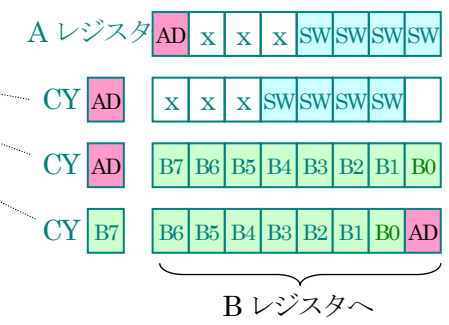 A レジスタ AD x x x SW SW SW SW
CY AD x x x SW SW SW SW
CY AD B7 B6 B5 B4 B3 B2 B1 B0
CY B7 B6 B5 B4 B3 B2 B1 B0 AD
B レジスタへ